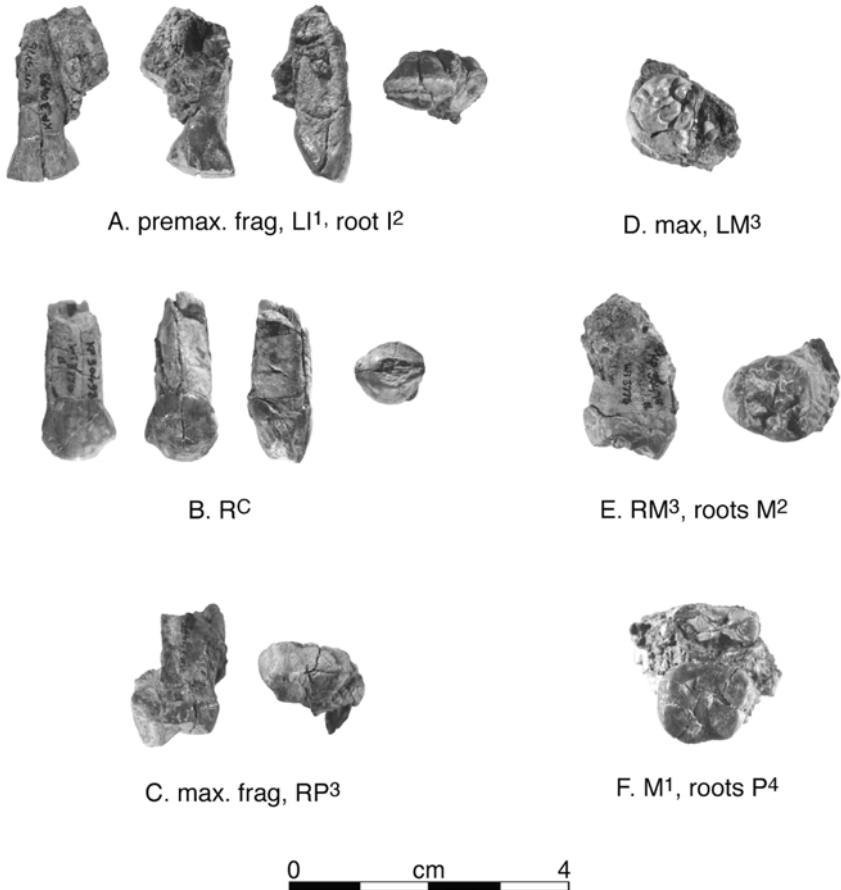 A. premax. frag, LI1, root I2
D. max, LM3
B. RC
E. RM3, roots M2
C. max. frag, RP3
F. M1, roots P4
0 cm 4